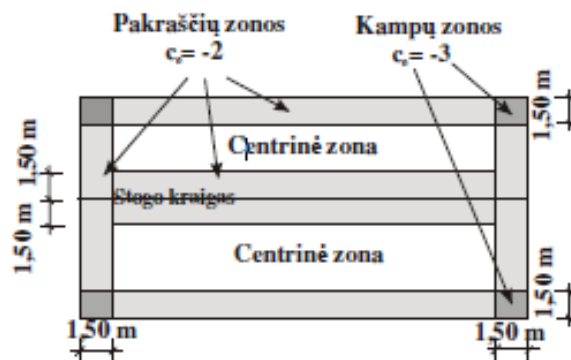 Pakraščių zonos
cₑ= -2
Kampų zonos
cₑ= -3
1,50 m
1,50 m
Centrinė zona
Stogo kraigas
1,50 m
Centrinė zona
1,50 m
1,50 m
1,50 m